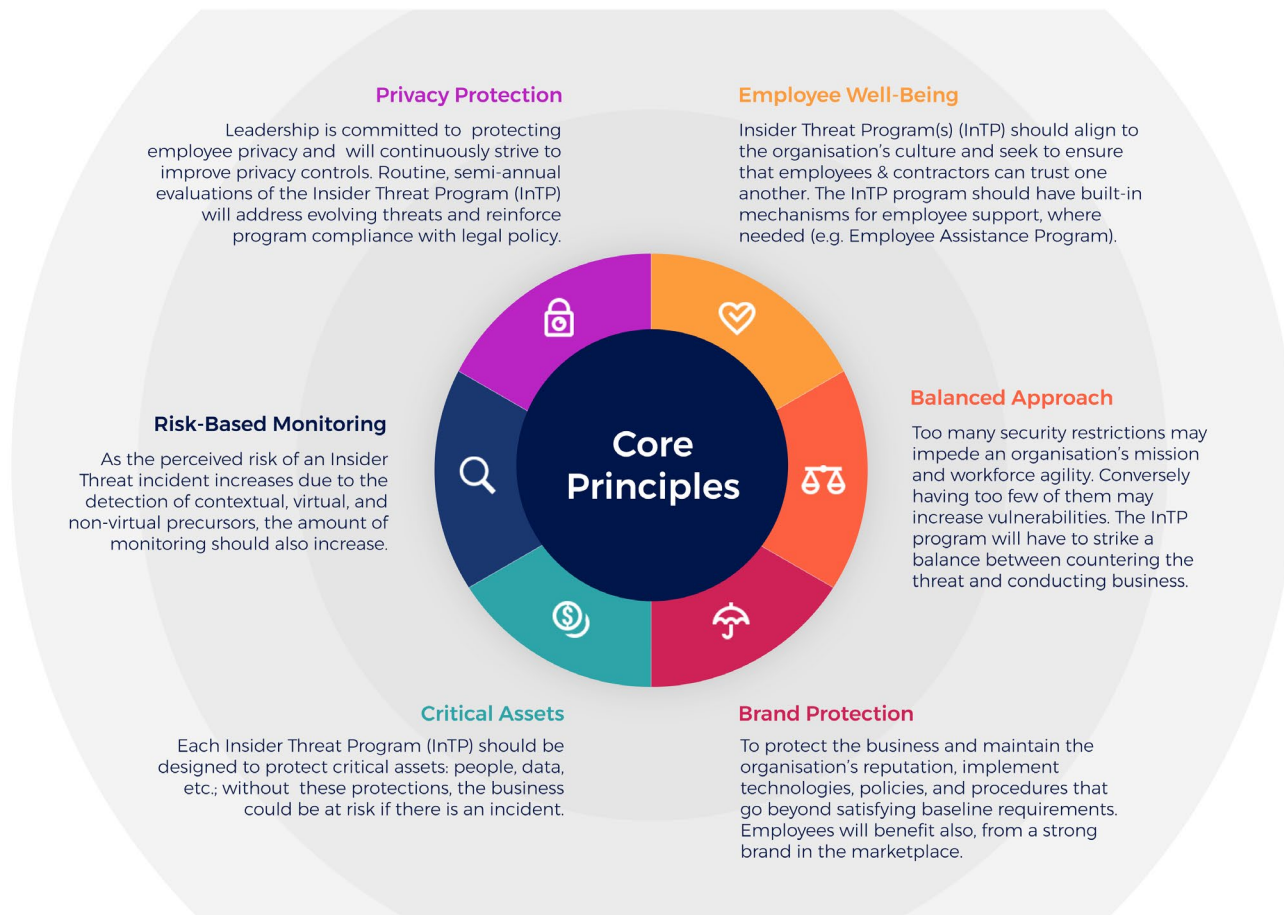 Privacy Protection
Leadership is committed to protecting
employee privacy and will continuously strive to
improve privacy controls. Routine, semi-annual
evaluations of the Insider Threat Program (InTP)
will address evolving threats and reinforce
program compliance with legal policy.
Employee Well-Being
Insider Threat Program(s) (InTP) should align to
the organisation's culture and seek to ensure
that employees & contractors can trust one
another. The InTP program should have built-in
mechanisms for employee support, where
needed (e.g. Employee Assistance Program).
Risk-Based Monitoring
As the perceived risk of an Insider
Threat incident increases due to the
detection of contextual, virtual, and
non-virtual precursors, the amount of
monitoring should also increase.
Core
Principles
Balanced Approach
Too many security restrictions may
impede an organisation's mission
and workforce agility. Conversely
having too few of them may
increase vulnerabilities. The InTP
program will have to strike a
balance between countering the
threat and conducting business.
Critical Assets
Each Insider Threat Program (InTP) should be
designed to protect critical assets: people, data,
etc.; without these protections, the business
could be at risk if there is an incident.
Brand Protection
To protect the business and maintain the
organisation's reputation, implement
technologies, policies, and procedures that
go beyond satisfying baseline requirements.
Employees will benefit also, from a strong
brand in the marketplace.